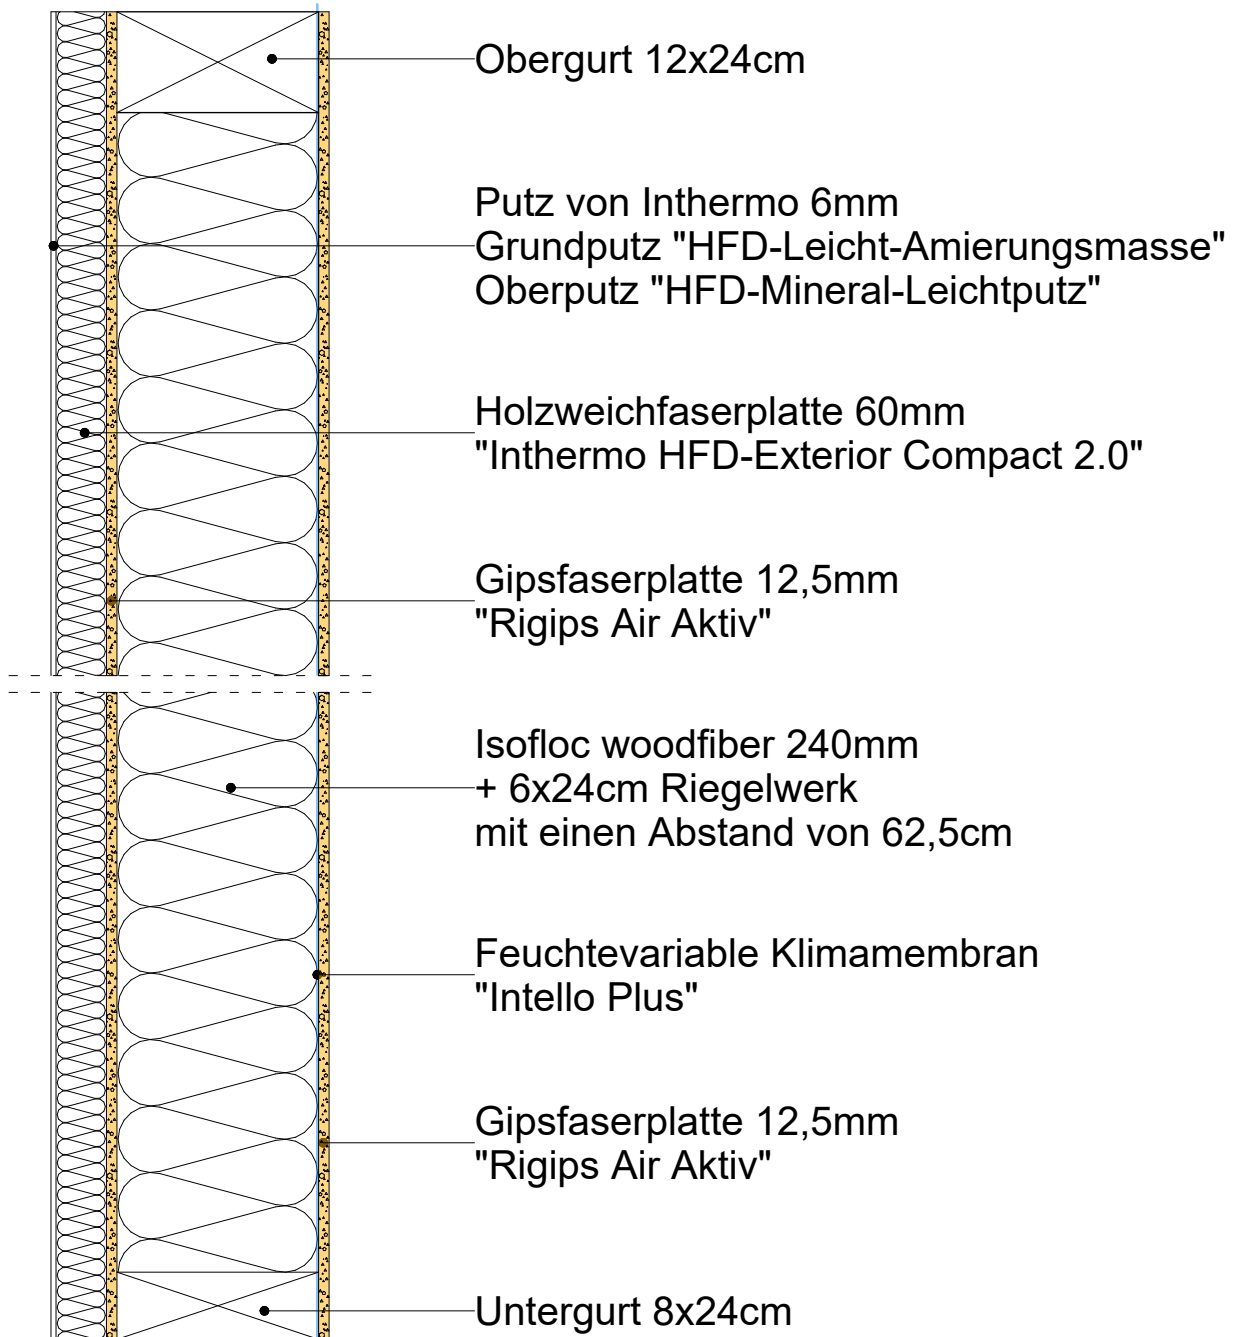 Obergurt 12x24cm
Putz von Inthermo 6mm
Grundputz "HFD-Leicht-Amierungsmasse"
Oberputz "HFD-Mineral-Leichtputz"
Holzweichfaserplatte 60mm
"Inthermo HFD-Exterior Compact 2.0"
Gipsfaserplatte 12,5mm
"Rigips Air Aktiv"
Isofloc woodfiber 240mm
+ 6x24cm Riegelwerk
mit einen Abstand von 62,5cm
Feuchtevariable Klimamembran
"Intello Plus"
Gipsfaserplatte 12,5mm
"Rigips Air Aktiv"
Untergurt 8x24cm